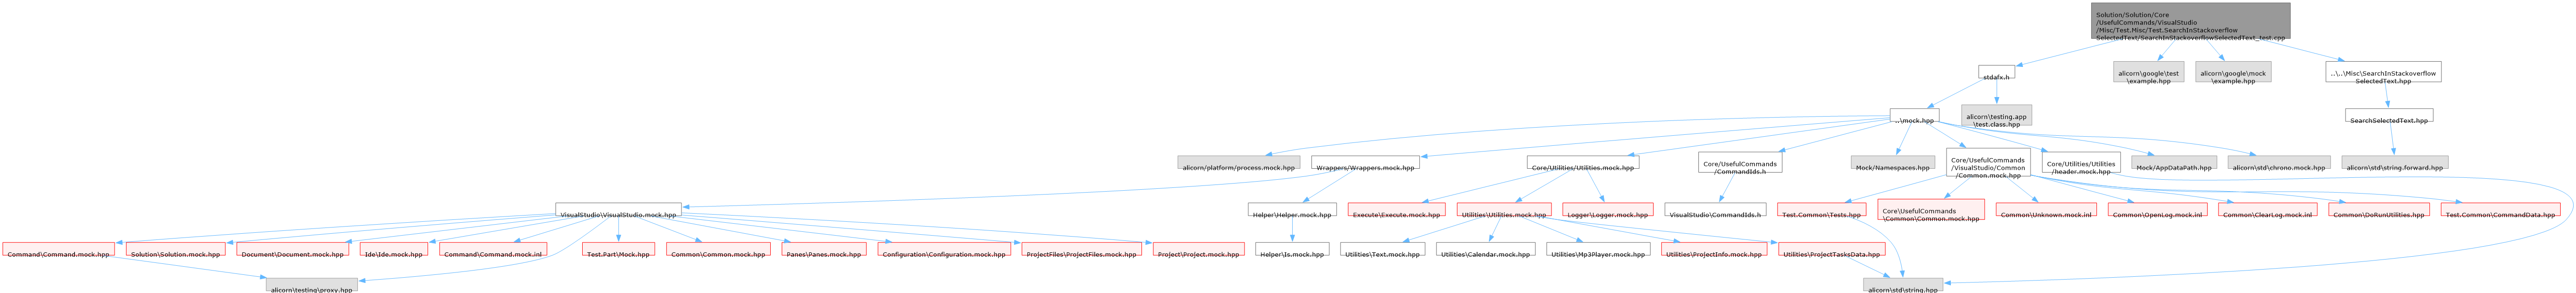 Solution/Solution/Core
/UsefulCommands/VisualStudio
/Misc/Test.Misc/Test.SearchInStackoverflow
SelectedText/SearchInStackoverflowSelectedText_test.cpp
stdafx.h
alicorn\google\test
\example.hpp
alicorn\google\mock
\example.hpp
..\..\Misc\SearchInStackoverflow
SelectedText.hpp
..\mock.hpp
alicorn\testing.app
\test.class.hpp
SearchSelectedText.hpp
alicorn/platform/process.mock.hpp
Wrappers/Wrappers.mock.hpp
Core/Utilities/Utilities.mock.hpp
Core/UsefulCommands
/CommandIds.h
Mock/Namespaces.hpp
Core/UsefulCommands
/VisualStudio/Common
/Common.mock.hpp
Core/Utilities/Utilities
/header.mock.hpp
Mock/AppDataPath.hpp
alicorn\std\chrono.mock.hpp
alicorn\std\string.forward.hpp
VisualStudio\VisualStudio.mock.hpp
Helper\Helper.mock.hpp
Execute\Execute.mock.hpp
Utilities\Utilities.mock.hpp
Logger\Logger.mock.hpp
VisualStudio\CommandIds.h
Test.Common/Tests.hpp
Core\UsefulCommands
\Common\Common.mock.hpp
Common\Unknown.mock.inl
Common\OpenLog.mock.inl
Common\ClearLog.mock.inl
Common\DoRunUtilities.hpp
Test.Common\CommandData.hpp
Command\Command.mock.hpp
Solution\Solution.mock.hpp
Document\Document.mock.hpp
Ide\Ide.mock.hpp
Command\Command.mock.inl
Test.Part\Mock.hpp
Common\Common.mock.hpp
Panes\Panes.mock.hpp
Configuration\Configuration.mock.hpp
ProjectFiles\ProjectFiles.mock.hpp
Project\Project.mock.hpp
Helper\Is.mock.hpp
Utilities\Text.mock.hpp
Utilities\Calendar.mock.hpp
Utilities\Mp3Player.mock.hpp
Utilities\ProjectInfo.mock.hpp
Utilities\ProjectTasksData.hpp
alicorn\testing\proxy.hpp
alicorn\std\string.hpp